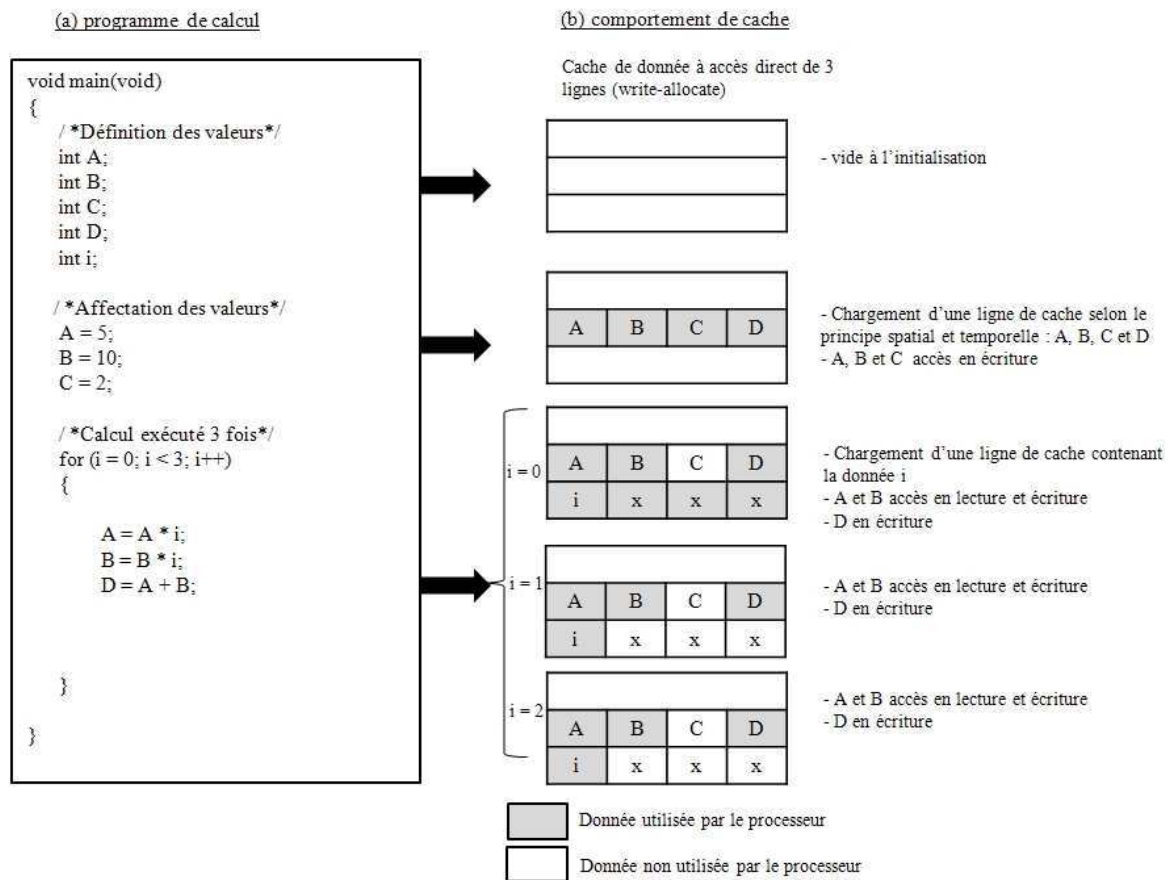 (a) programme de calcul
void main(void)
{
/ *Définition des valeurs*/
int A;
int B;
int C;
int D;
int i;
/ *Affectation des valeurs*/
A = 5;
B = 10;
C = 2;
/ *Calcul exécuté 3 fois*/
for (i = 0; i < 3; i++)
{
A = A * i;
B = B * i;
D = A + B;
}
}
(b) comportement de cache
Cache de donnée à accès direct de 3
lignes (write-allocate)
- vide à l'initialisation
A B C D
- Chargement d'une ligne de cache selon le
principe spatial et temporelle : A, B, C et D
- A, B et C accès en écriture
i = 0
A B C D
i x x x
- Chargement d'une ligne de cache contenant
la donnée i
- A et B accès en lecture et écriture
- D en écriture
i = 1
A B C D
i x x x
- A et B accès en lecture et écriture
- D en écriture
i = 2
A B C D
i x x x
- A et B accès en lecture et écriture
- D en écriture
Donnée utilisée par le processeur
Donnée non utilisée par le processeur